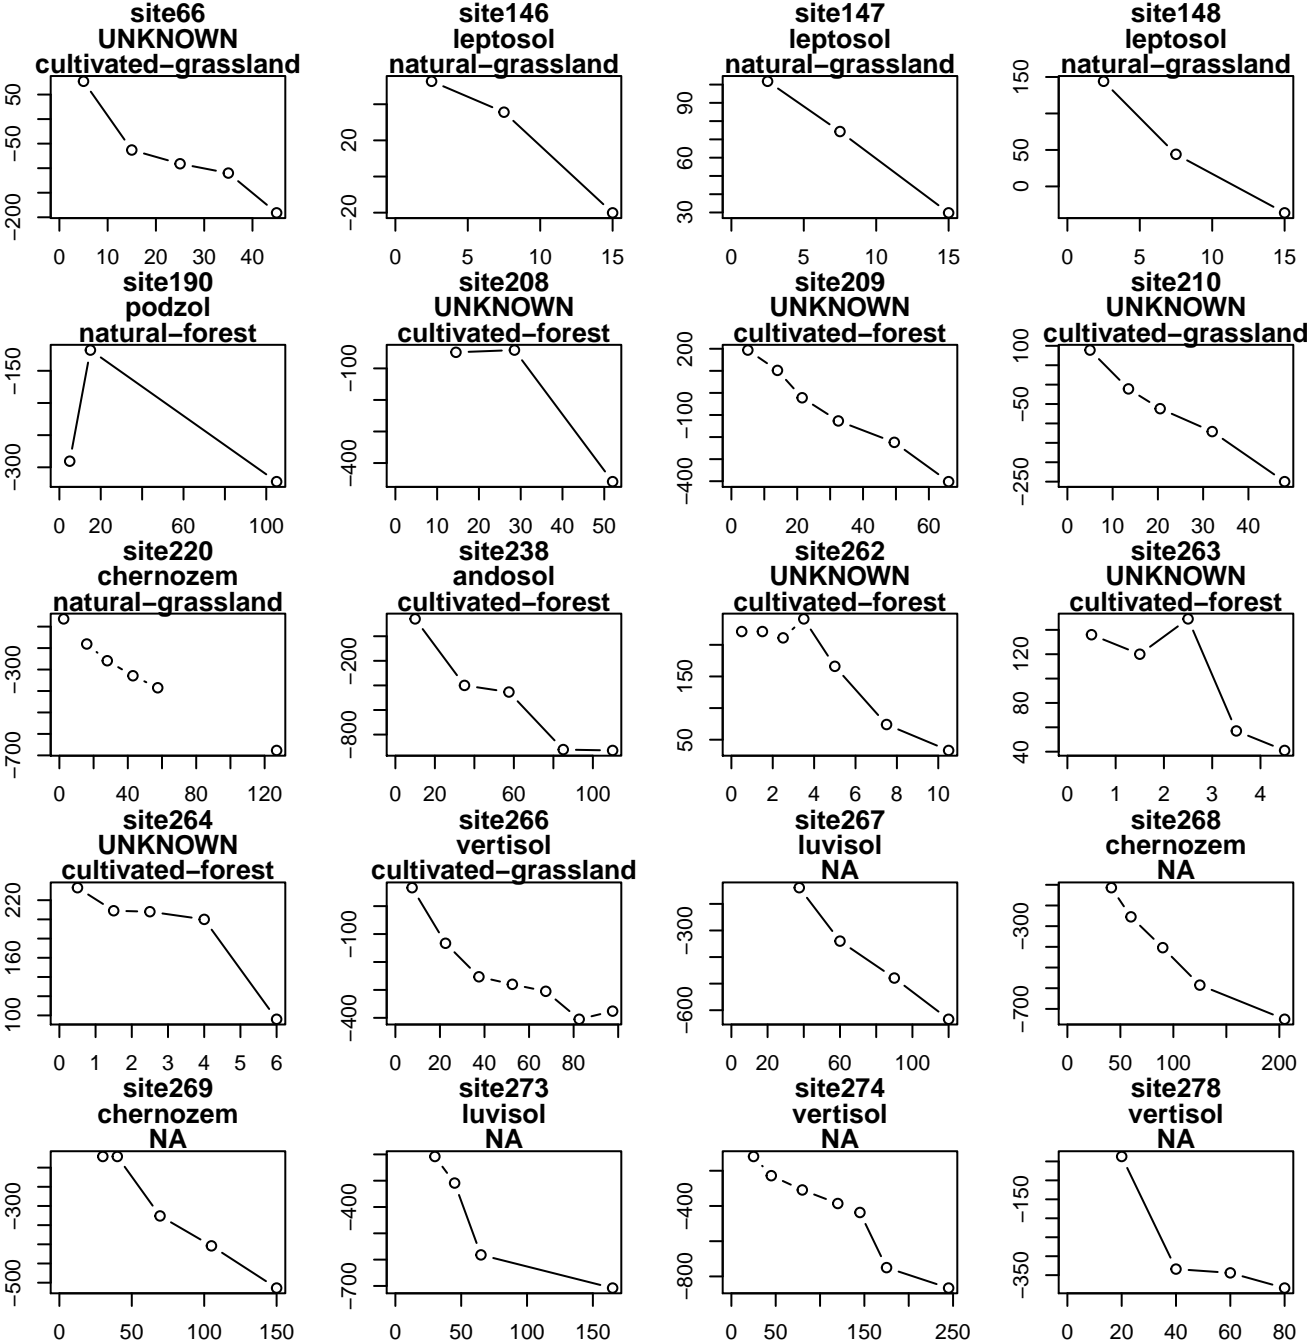 site66
UNKNOWN
cultivated−grassland
50
−50
−200
0 10 20 30 40
site146
leptosol
natural−grassland
20
−20
0 5 10 15
site147
leptosol
natural−grassland
90
60
30
0 5 10 15
site148
leptosol
natural−grassland
150
50
0
0 5 10 15
site190
podzol
natural−forest
−150
−300
0 20 60 100
site208
UNKNOWN
cultivated−forest
−100
−400
0 10 20 30 40 50
site209
UNKNOWN
cultivated−forest
200
−100
−400
0 20 40 60
site210
UNKNOWN
cultivated−grassland
100
−50
−250
0 10 20 30 40
site220
chernozem
natural−grassland
−300
−700
0 40 80 120
site238
andosol
cultivated−forest
−200
−800
0 20 60 100
site262
UNKNOWN
cultivated−forest
150
50
0 2 4 6 8 10
site263
UNKNOWN
cultivated−forest
120
80
40
0 1 2 3 4
site264
UNKNOWN
cultivated−forest
220
160
100
0 1 2 3 4 5 6
site266
vertisol
cultivated−grassland
−100
−400
0 20 40 60 80
site267
luvisol
NA
−300
−600
0 20 60 100
site268
chernozem
NA
−300
−700
0 50 100 200
site269
chernozem
NA
−300
−500
0 50 100 150
site273
luvisol
NA
−400
−700
0 50 100 150
site274
vertisol
NA
−400
−800
0 50 150 250
site278
vertisol
NA
−150
−350
0 20 40 60 80